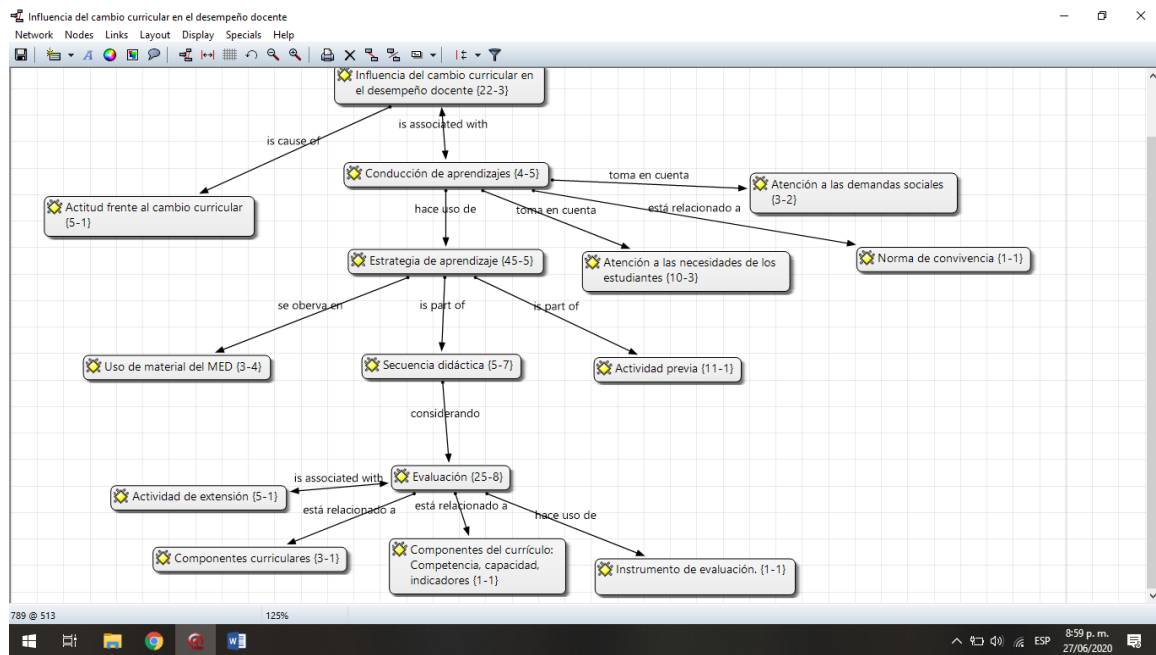 Influencia del cambio curricular en el desempeño docente
Network Nodes Links Layout Display Specials Help
Influencia del cambio curricular en
el desempeño docente {22-3}
is associated with
is cause of
Conducción de aprendizajes {4-5}
toma en cuenta
Atención a las demandas sociales
{3-2}
Actitud frente al cambio curricular
{5-1}
hace uso de
toma en cuenta
está relacionado a
Estrategia de aprendizaje {45-5}
Atención a las necesidades de los
estudiantes {10-3}
Norma de convivencia {1-1}
se oberva en
is part of
is part of
Uso de material del MED {3-4}
Secuencia didáctica {5-7}
Actividad previa {11-1}
considerando
is associated with
Evaluación {25-8}
Actividad de extensión {5-1}
está relacionado a
está relacionado a
hace uso de
Componentes curriculares {3-1}
Componentes del currículo:
Competencia, capacidad,
indicadores {1-1}
Instrumento de evaluación. {1-1}
789 @ 513
125%
ESP
8:59 p. m.
27/06/2020